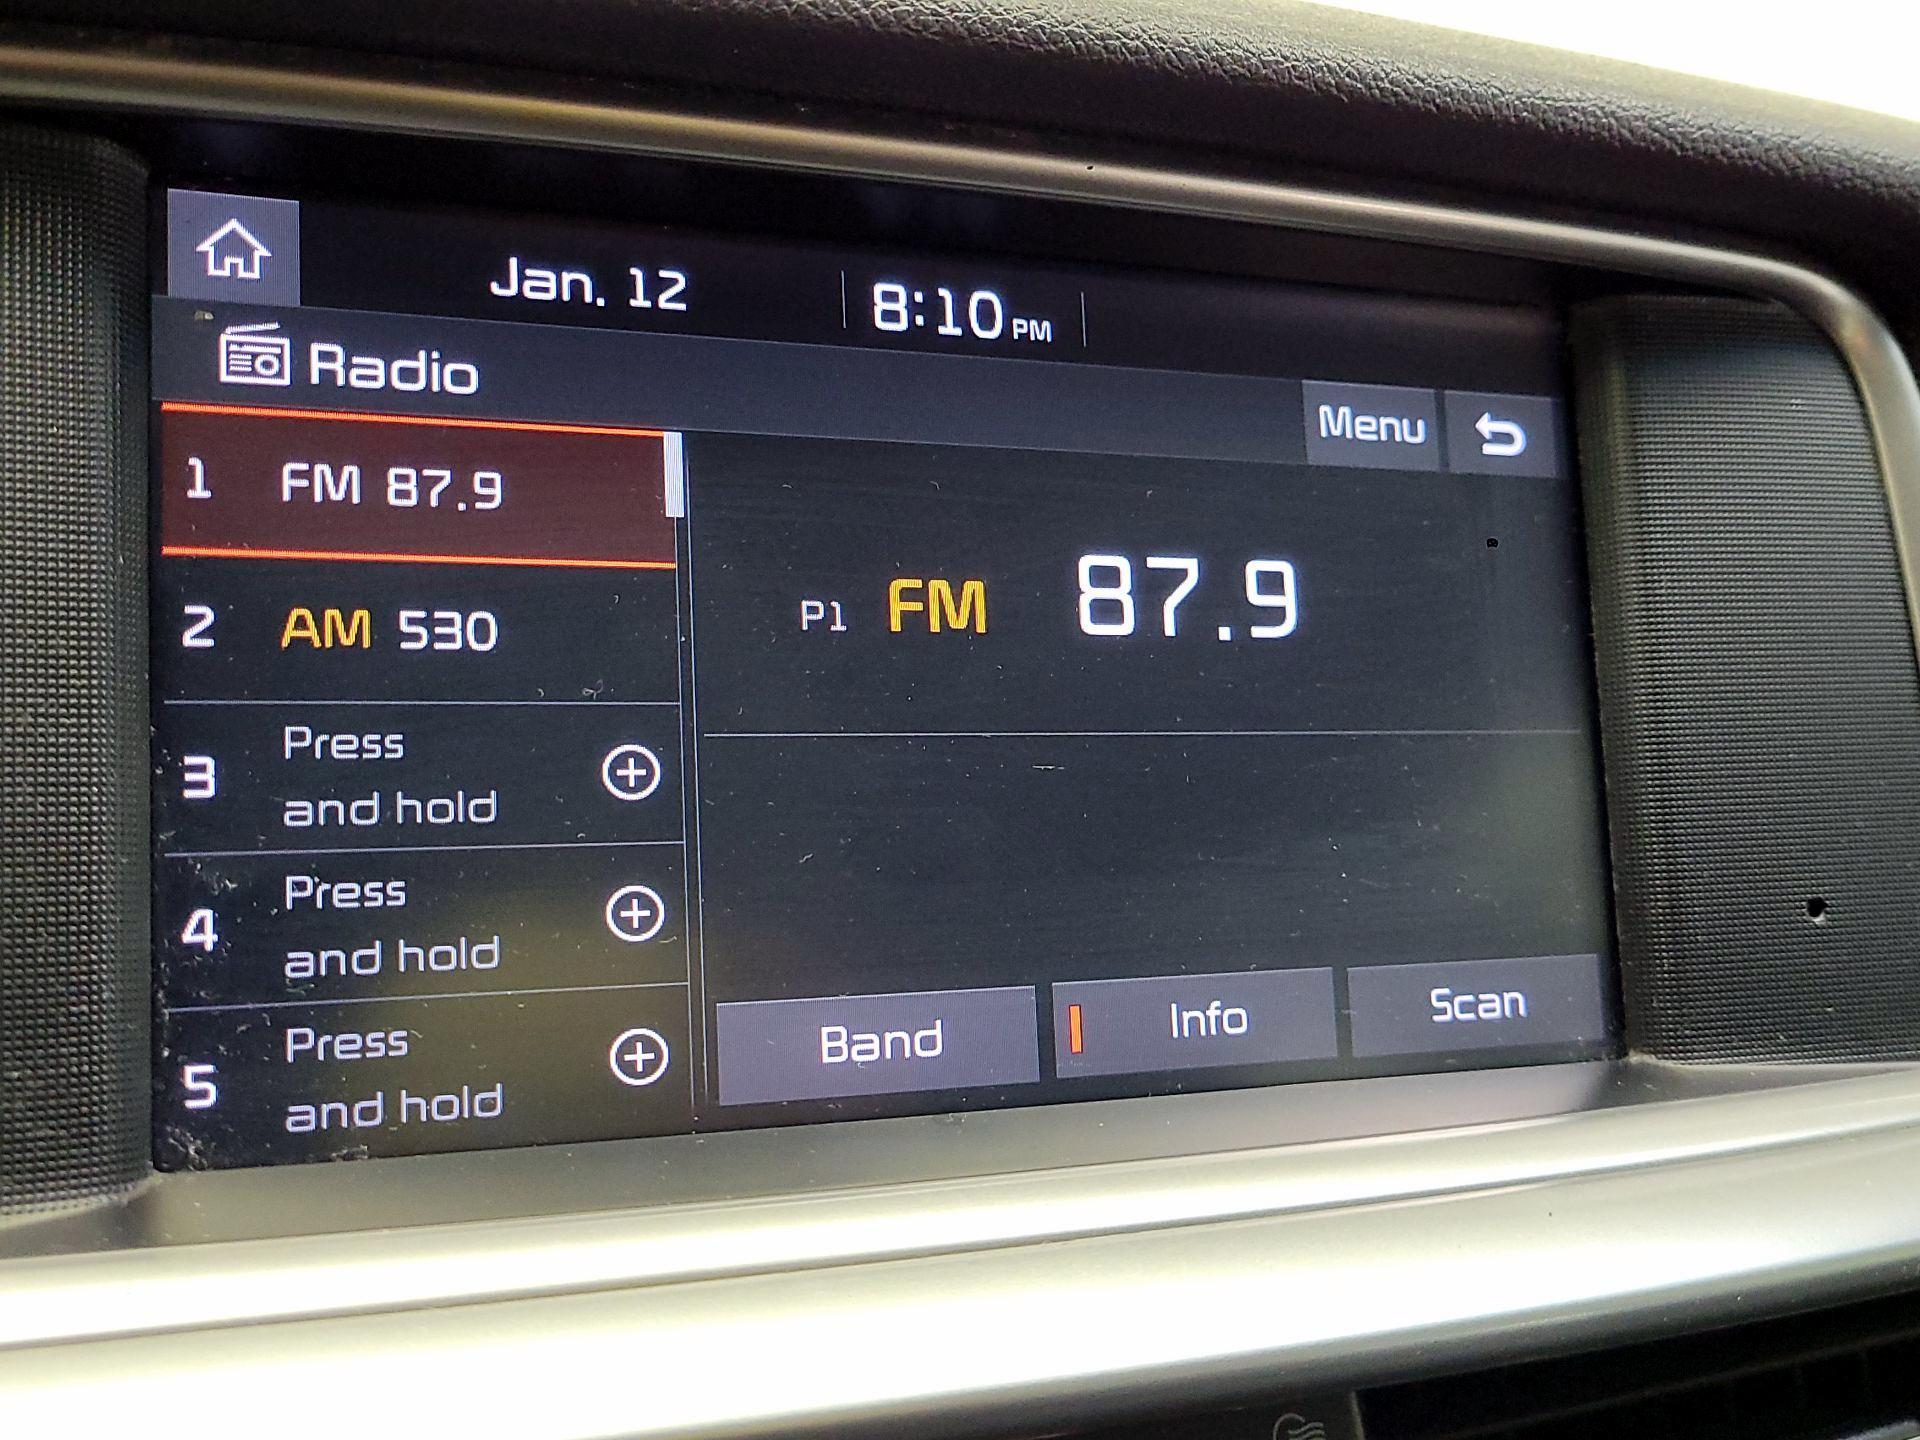 Jan. 12
8:10 PM
Radio
Menu
1 FM 87.9
P1 FM 87.9
2 AM 530
3 Press
and hold
4 Press
and hold
5 Press
and hold
Band
Info
Scan